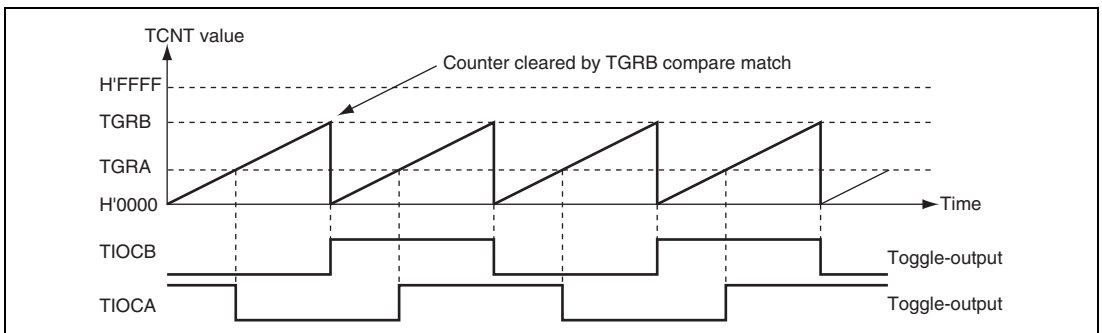 TCNT value
Counter cleared by TGRB compare match
H'FFFF
TGRB
TGRA
H'0000
Time
TIOCB
Toggle-output
TIOCA
Toggle-output